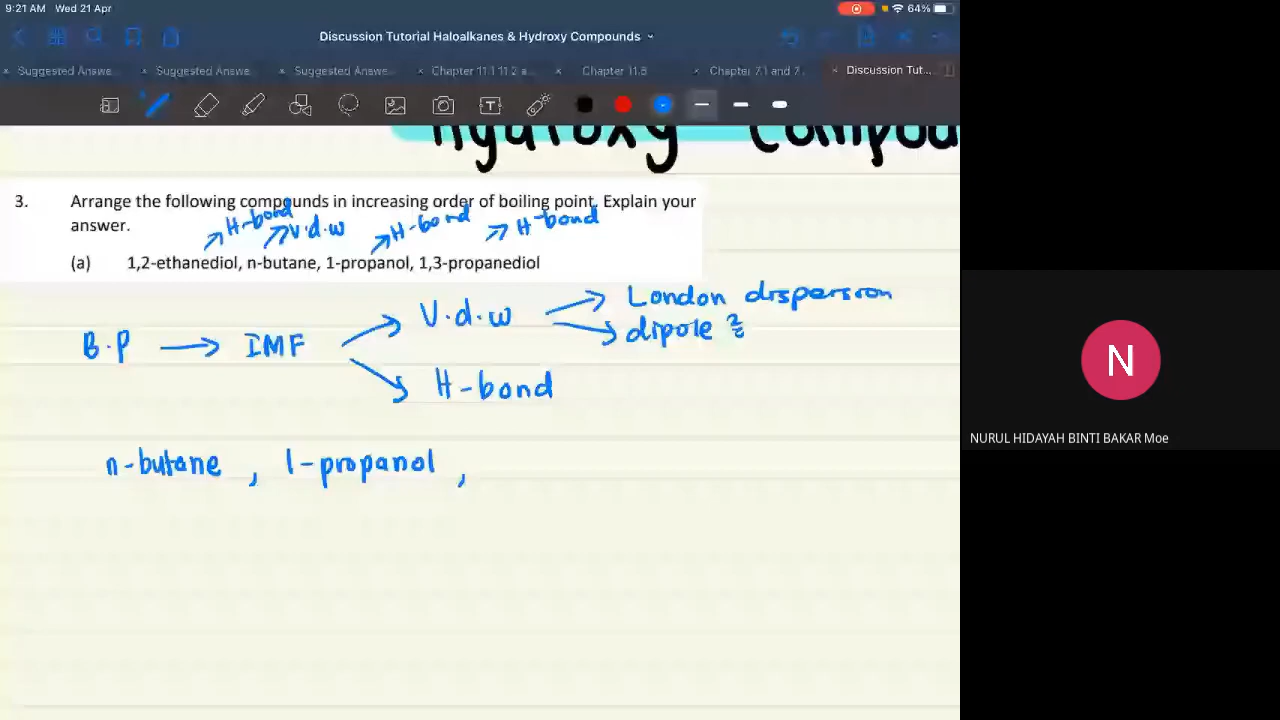 9:21 AM Wed 21 Apr
64%
Discussion Tutorial Haloalkanes & Hydroxy Compounds
Suggested Answe...
Suggested Answe...
Suggested Answe...
Chapter 11.1 11.2 a...
Chapter 11.6
Chapter 7.1 and 7...
Discussion Tut...
Hydroxy Compou
3. Arrange the following compounds in increasing order of boiling point. Explain your
answer.
H-bond V.d.w H-bond H-bond
(a) 1,2-ethanediol, n-butane, 1-propanol, 1,3-propanediol
B.P → IMF
V.d.w
London dispersion
dipole
H-bond
n-butane , 1-propanol ,
N
NURUL HIDAYAH BINTI BAKAR Moe